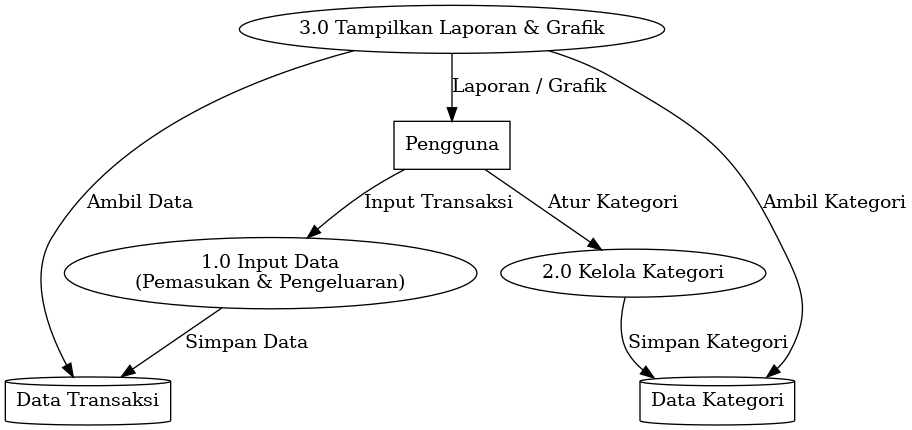 3.0 Tampilkan Laporan & Grafik
Laporan / Grafik
Pengguna
Ambil Data
Input Transaksi
Atur Kategori
Ambil Kategori
1.0 Input Data
(Pemasukan & Pengeluaran)
2.0 Kelola Kategori
Simpan Data
Simpan Kategori
Data Transaksi
Data Kategori